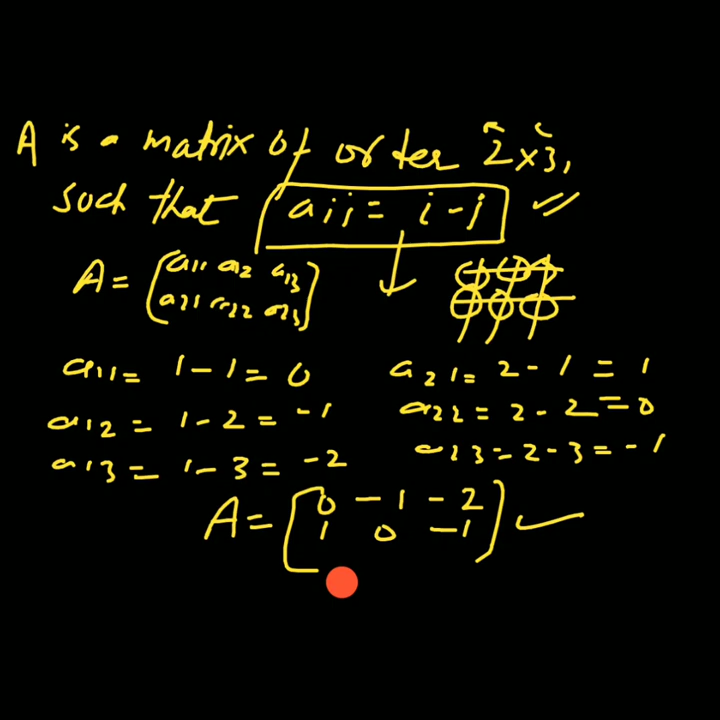 A is a matrix of order 2x3,
such that aij = i - j
A = [a11 a12 a13
a21 a22 a23]
a11 = 1 - 1 = 0
a12 = 1 - 2 = -1
a13 = 1 - 3 = -2
a21 = 2 - 1 = 1
a22 = 2 - 2 = 0
a23 = 2 - 3 = -1
A = [0 -1 -2
1 0 -1]